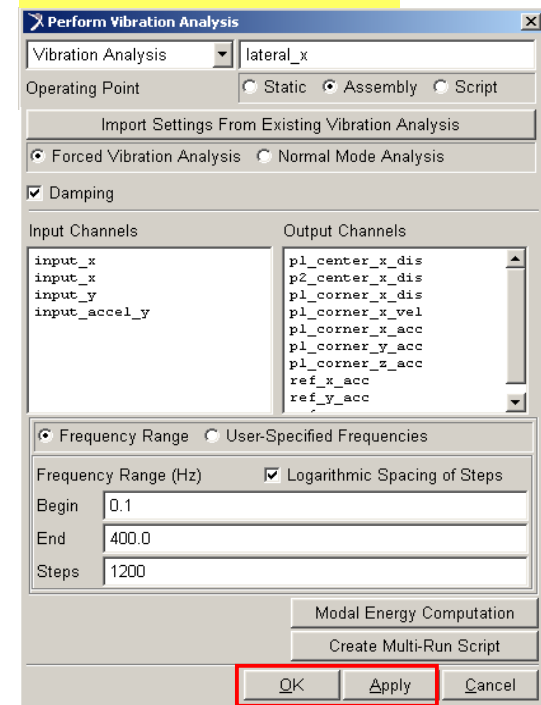 Perform Vibration Analysis
Vibration Analysis lateral_x
Operating Point Static Assembly Script
Import Settings From Existing Vibration Analysis
Forced Vibration Analysis Normal Mode Analysis
Damping
Input Channels Output Channels
input_x p1_center_x_dis
input_x p2_center_x_dis
input_y p1_corner_x_dis
input_accel_y p1_corner_x_vel
p1_corner_x_acc
p1_corner_y_acc
p1_corner_z_acc
ref_x_acc
ref_y_acc
Frequency Range User-Specified Frequencies
Frequency Range (Hz) Logarithmic Spacing of Steps
Begin 0.1
End 400.0
Steps 1200
Modal Energy Computation
Create Multi-Run Script
OK Apply Cancel